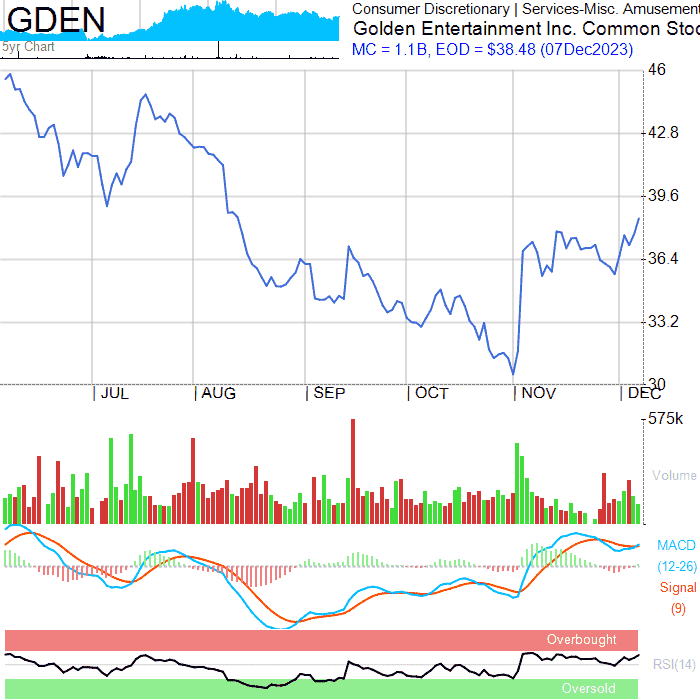 GDEN
Consumer Discretionary | Services-Misc. Amusement
Golden Entertainment Inc. Common Stoc
MC = 1.1B, EOD = $38.48 (07Dec2023)
5yr Chart
46
42.8
39.6
36.4
33.2
30
JUL AUG SEP OCT NOV DEC
575k
Volume
MACD
(12-26)
Signal
(9)
Overbought
RSI(14)
Oversold